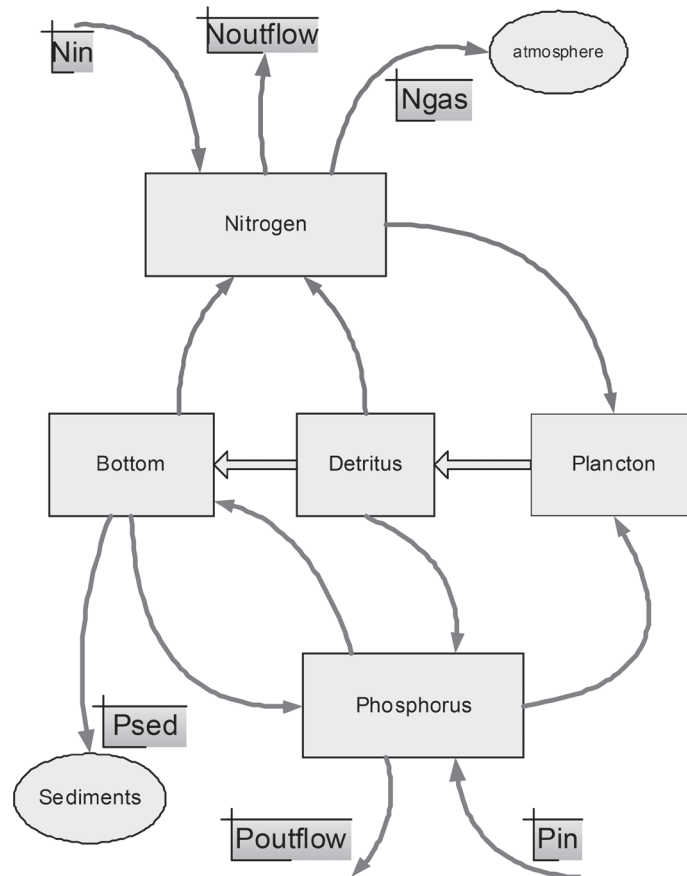 Nin
Noutflow
atmosphere
Ngas
Nitrogen
Bottom
Detritus
Plancton
Phosphorus
Psed
Sediments
Poutflow
Pin